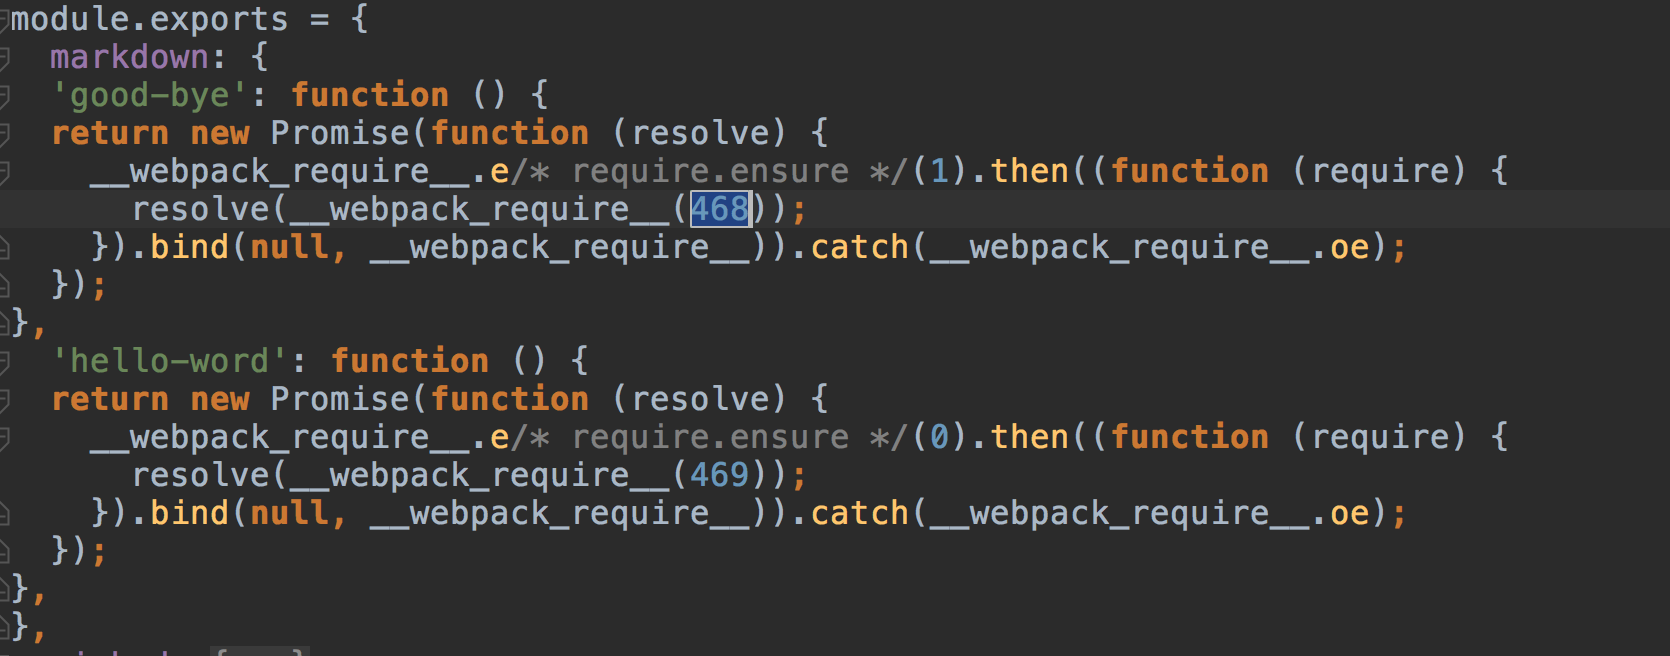 module.exports = {
  markdown: {
  'good-bye': function () {
  return new Promise(function (resolve) {
    __webpack_require__.e/* require.ensure */(1).then((function (require) {
      resolve(__webpack_require__(468));
    }).bind(null, __webpack_require__)).catch(__webpack_require__.oe);
  });
},
  'hello-word': function () {
  return new Promise(function (resolve) {
    __webpack_require__.e/* require.ensure */(0).then((function (require) {
      resolve(__webpack_require__(469));
    }).bind(null, __webpack_require__)).catch(__webpack_require__.oe);
  });
},
},